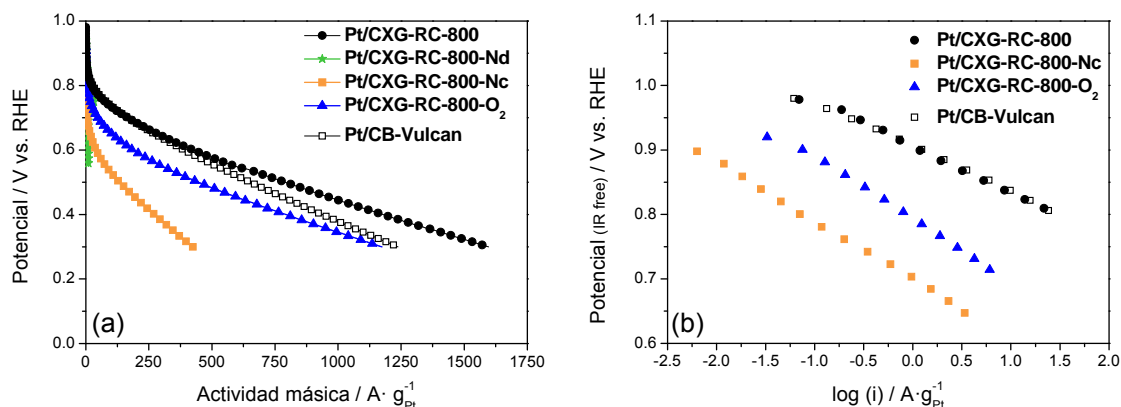 Pt/CXG-RC-800
Pt/CXG-RC-800-Nd
Pt/CXG-RC-800-Nc
Pt/CXG-RC-800-O₂
Pt/CB-Vulcan
Potencial / V vs. RHE
1.0
0.8
0.6
0.4
0.2
0.0
(a)
0 250 500 750 1000 1250 1500 1750
Actividad másica / A· g⁻¹Pt
Pt/CXG-RC-800
Pt/CXG-RC-800-Nc
Pt/CXG-RC-800-O₂
Pt/CB-Vulcan
Potencial (IR free) / V vs. RHE
1.1
1.0
0.9
0.8
0.7
0.6
(b)
-2.5 -2.0 -1.5 -1.0 -0.5 0.0 0.5 1.0 1.5 2.0
log (i) / A·g⁻¹Pt